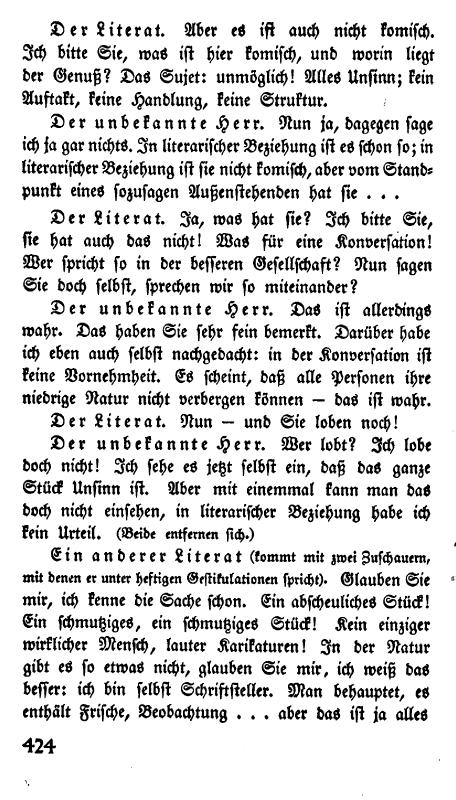 Der Literat. Aber es ist auch nicht komisch.
Ich bitte Sie, was ist hier komisch, und worin liegt
der Genuß? Das Sujet: unmöglich! Alles Unsinn; kein
Auftakt, keine Handlung, keine Struktur.
Der unbekannte Herr. Nun ja, dagegen sage
ich ja gar nichts. In literarischer Beziehung ist es schon so; in
literarischer Beziehung ist sie nicht komisch, aber vom Stand-
punkt eines sozusagen Außenstehenden hat sie . . .
Der Literat. Ja, was hat sie? Ich bitte Sie,
sie hat auch das nicht! Was für eine Konversation!
Wer spricht so in der besseren Gesellschaft? Nun sagen
Sie doch selbst, sprechen wir so miteinander?
Der unbekannte Herr. Das ist allerdings
wahr. Das haben Sie sehr fein bemerkt. Darüber habe
ich eben auch selbst nachgedacht: in der Konversation ist
keine Vornehmheit. Es scheint, daß alle Personen ihre
niedrige Natur nicht verbergen können — das ist wahr.
Der Literat. Nun — und Sie loben noch!
Der unbekannte Herr. Wer lobt? Ich lobe
doch nicht! Ich sehe es jetzt selbst ein, daß das ganze
Stück Unsinn ist. Aber mit einemmal kann man das
doch nicht einsehen, in literarischer Beziehung habe ich
kein Urteil. (Beide entfernen sich.)
Ein anderer Literat (kommt mit zwei Zuschauern,
mit denen er unter heftigen Gestikulationen spricht). Glauben Sie
mir, ich kenne die Sache schon. Ein abscheuliches Stück!
Ein schmutziges, ein schmutziges Stück! Kein einziger
wirklicher Mensch, lauter Karikaturen! In der Natur
gibt es so etwas nicht, glauben Sie mir, ich weiß das
besser: ich bin selbst Schriftsteller. Man behauptet, es
enthält Frische, Beobachtung . . . aber das ist ja alles
424